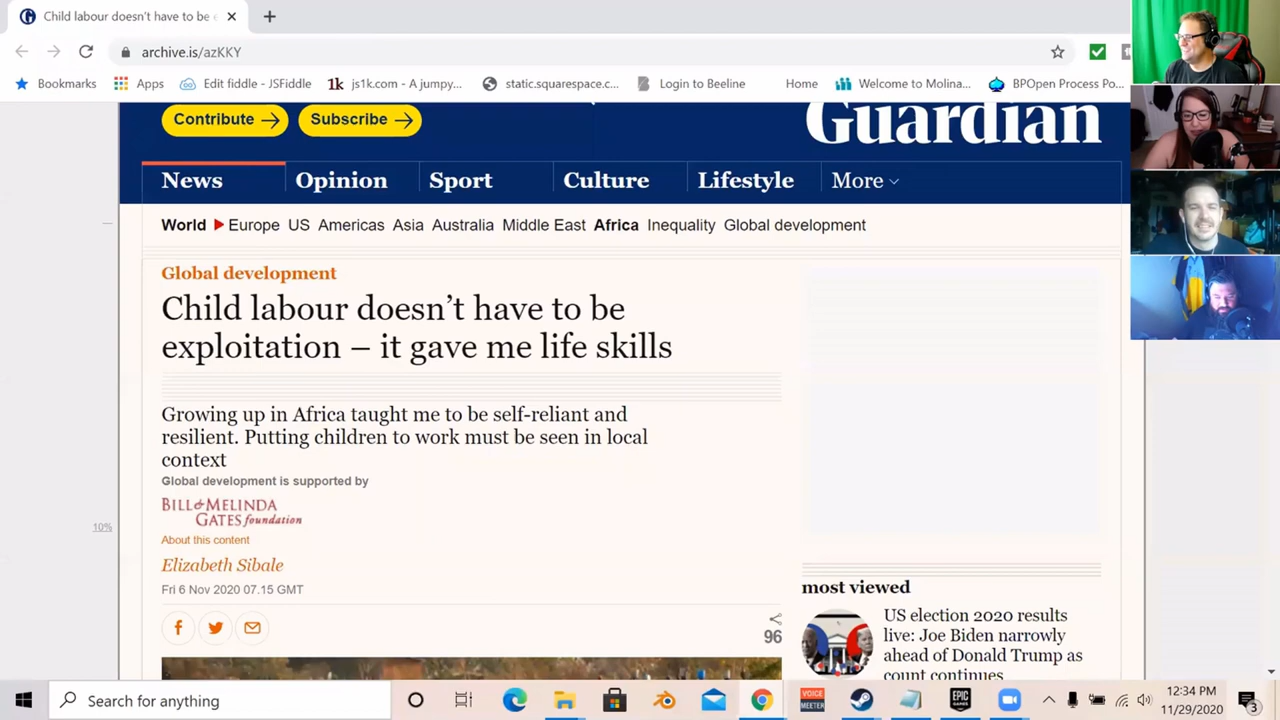 Child labour doesn't have to be e
archive.is/azKKY
Bookmarks
Apps
Edit fiddle - JSFiddle
1k js1k.com - A jumpy...
static.squarespace.c...
Login to Beeline
Home
Welcome to Molina...
BPOpen Process Po...
Contribute
Subscribe
Guardian
News
Opinion
Sport
Culture
Lifestyle
More
World
Europe
US
Americas
Asia
Australia
Middle East
Africa
Inequality
Global development
Global development
Child labour doesn't have to be
exploitation – it gave me life skills
Growing up in Africa taught me to be self-reliant and
resilient. Putting children to work must be seen in local
context
Global development is supported by
BILL & MELINDA
GATES foundation
10%
About this content
Elizabeth Sibale
Fri 6 Nov 2020 07.15 GMT
96
most viewed
US election 2020 results
live: Joe Biden narrowly
ahead of Donald Trump as
count continues
Search for anything
VOICE
MEETER
EPIC
GAMES
12:34 PM
11/29/2020
3